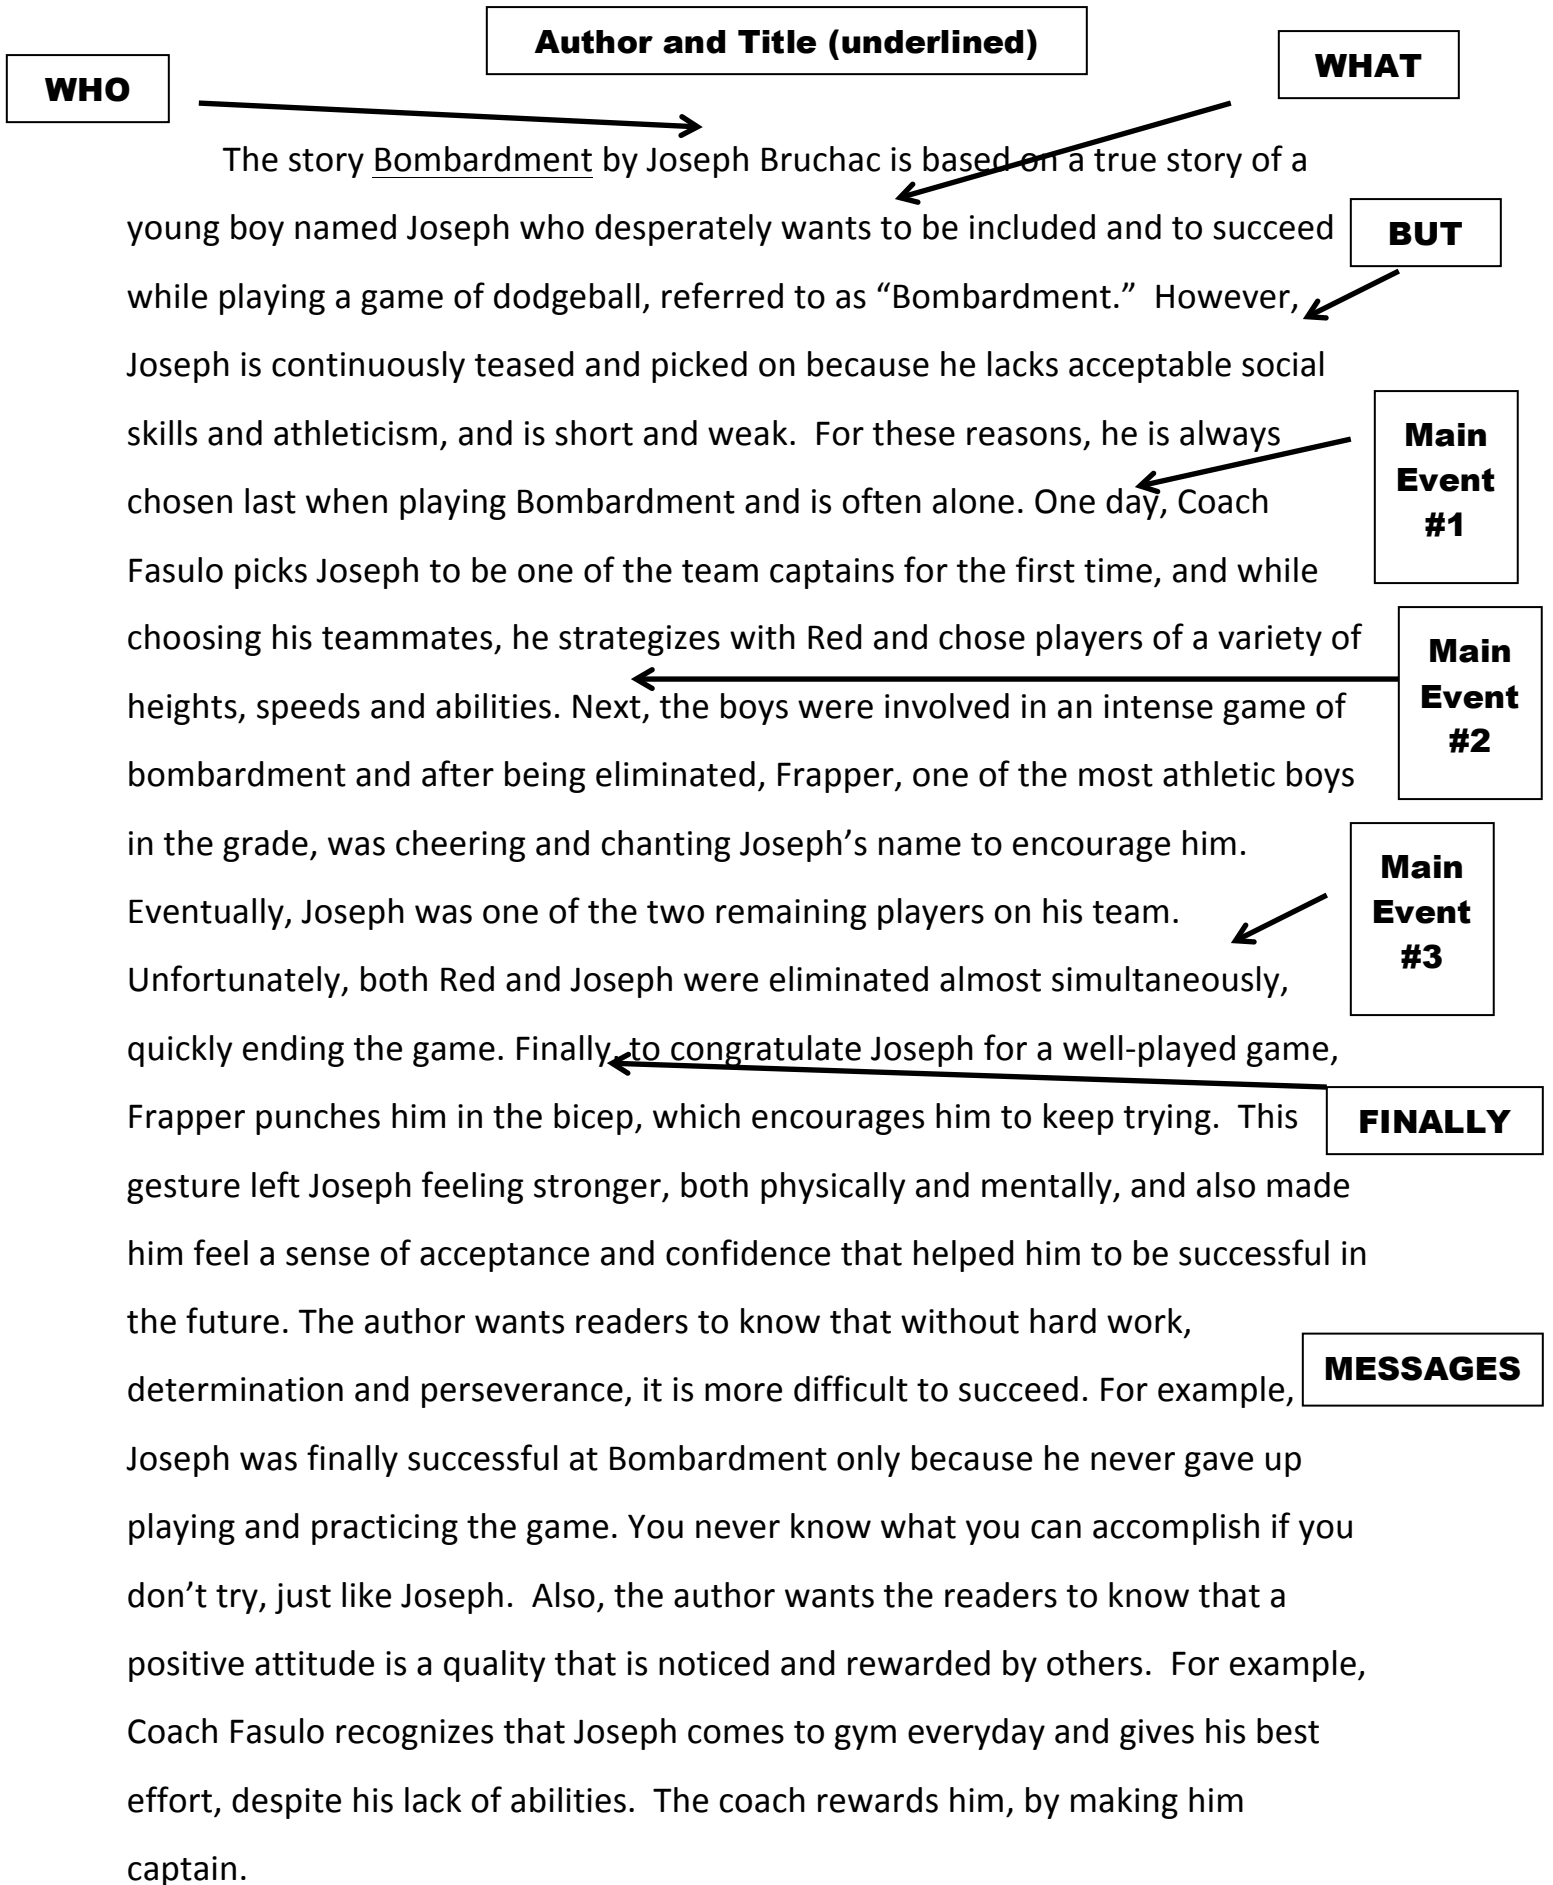 Author and Title (underlined)
WHO
WHAT
The story Bombardment by Joseph Bruchac is based on a true story of a
young boy named Joseph who desperately wants to be included and to succeed
BUT
while playing a game of dodgeball, referred to as “Bombardment.”  However,
Joseph is continuously teased and picked on because he lacks acceptable social
skills and athleticism, and is short and weak.  For these reasons, he is always
Main
Event
#1
chosen last when playing Bombardment and is often alone. One day, Coach
Fasulo picks Joseph to be one of the team captains for the first time, and while
choosing his teammates, he strategizes with Red and chose players of a variety of
Main
Event
#2
heights, speeds and abilities. Next, the boys were involved in an intense game of
bombardment and after being eliminated, Frapper, one of the most athletic boys
in the grade, was cheering and chanting Joseph’s name to encourage him.
Main
Event
#3
Eventually, Joseph was one of the two remaining players on his team.
Unfortunately, both Red and Joseph were eliminated almost simultaneously,
quickly ending the game. Finally, to congratulate Joseph for a well-played game,
Frapper punches him in the bicep, which encourages him to keep trying.  This
FINALLY
gesture left Joseph feeling stronger, both physically and mentally, and also made
him feel a sense of acceptance and confidence that helped him to be successful in
the future. The author wants readers to know that without hard work,
MESSAGES
determination and perseverance, it is more difficult to succeed. For example,
Joseph was finally successful at Bombardment only because he never gave up
playing and practicing the game. You never know what you can accomplish if you
don’t try, just like Joseph.  Also, the author wants the readers to know that a
positive attitude is a quality that is noticed and rewarded by others.  For example,
Coach Fasulo recognizes that Joseph comes to gym everyday and gives his best
effort, despite his lack of abilities.  The coach rewards him, by making him
captain.